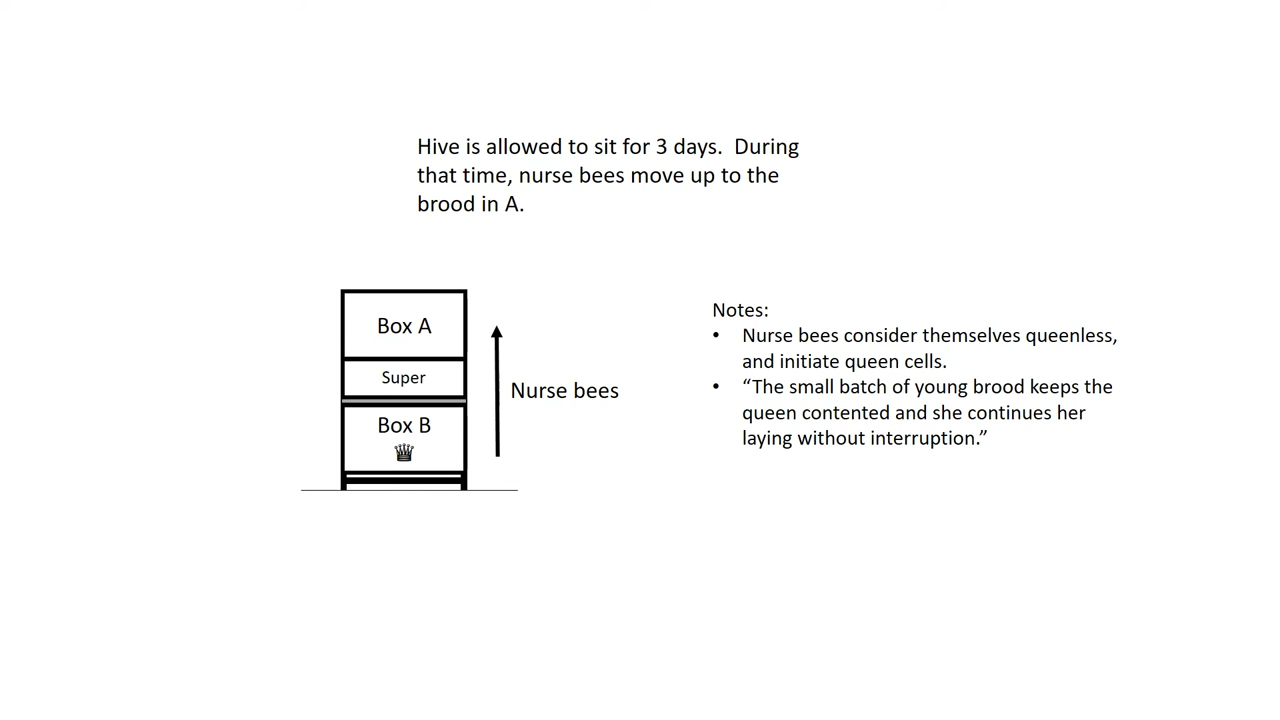 Hive is allowed to sit for 3 days.  During
that time, nurse bees move up to the
brood in A.
Box A
Super
Box B
Nurse bees
Notes:
• Nurse bees consider themselves queenless,
and initiate queen cells.
• “The small batch of young brood keeps the
queen contented and she continues her
laying without interruption.”